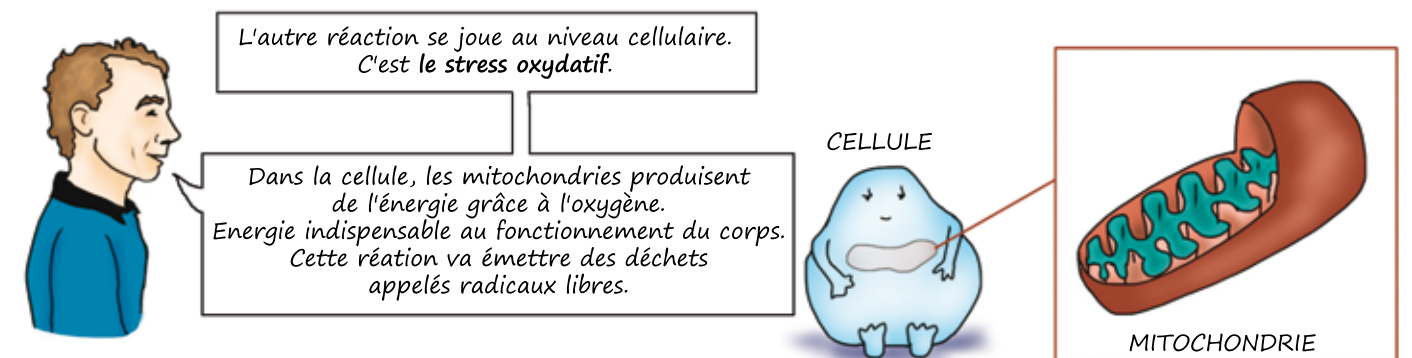 L'autre réaction se joue au niveau cellulaire.
C'est le stress oxydatif.
Dans la cellule, les mitochondries produisent
de l'énergie grâce à l'oxygène.
Energie indispensable au fonctionnement du corps.
Cette réation va émettre des déchets
appelés radicaux libres.
CELLULE
MITOCHONDRIE